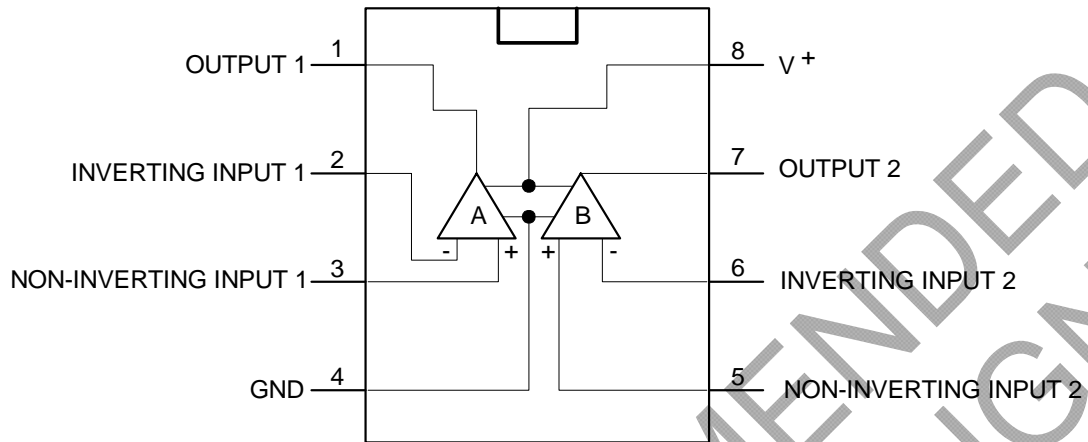 1
OUTPUT 1
8
V +
2
INVERTING INPUT 1
7
OUTPUT 2
A
B
- + + -
3
NON-INVERTING INPUT 1
6
INVERTING INPUT 2
4
GND
5
NON-INVERTING INPUT 2